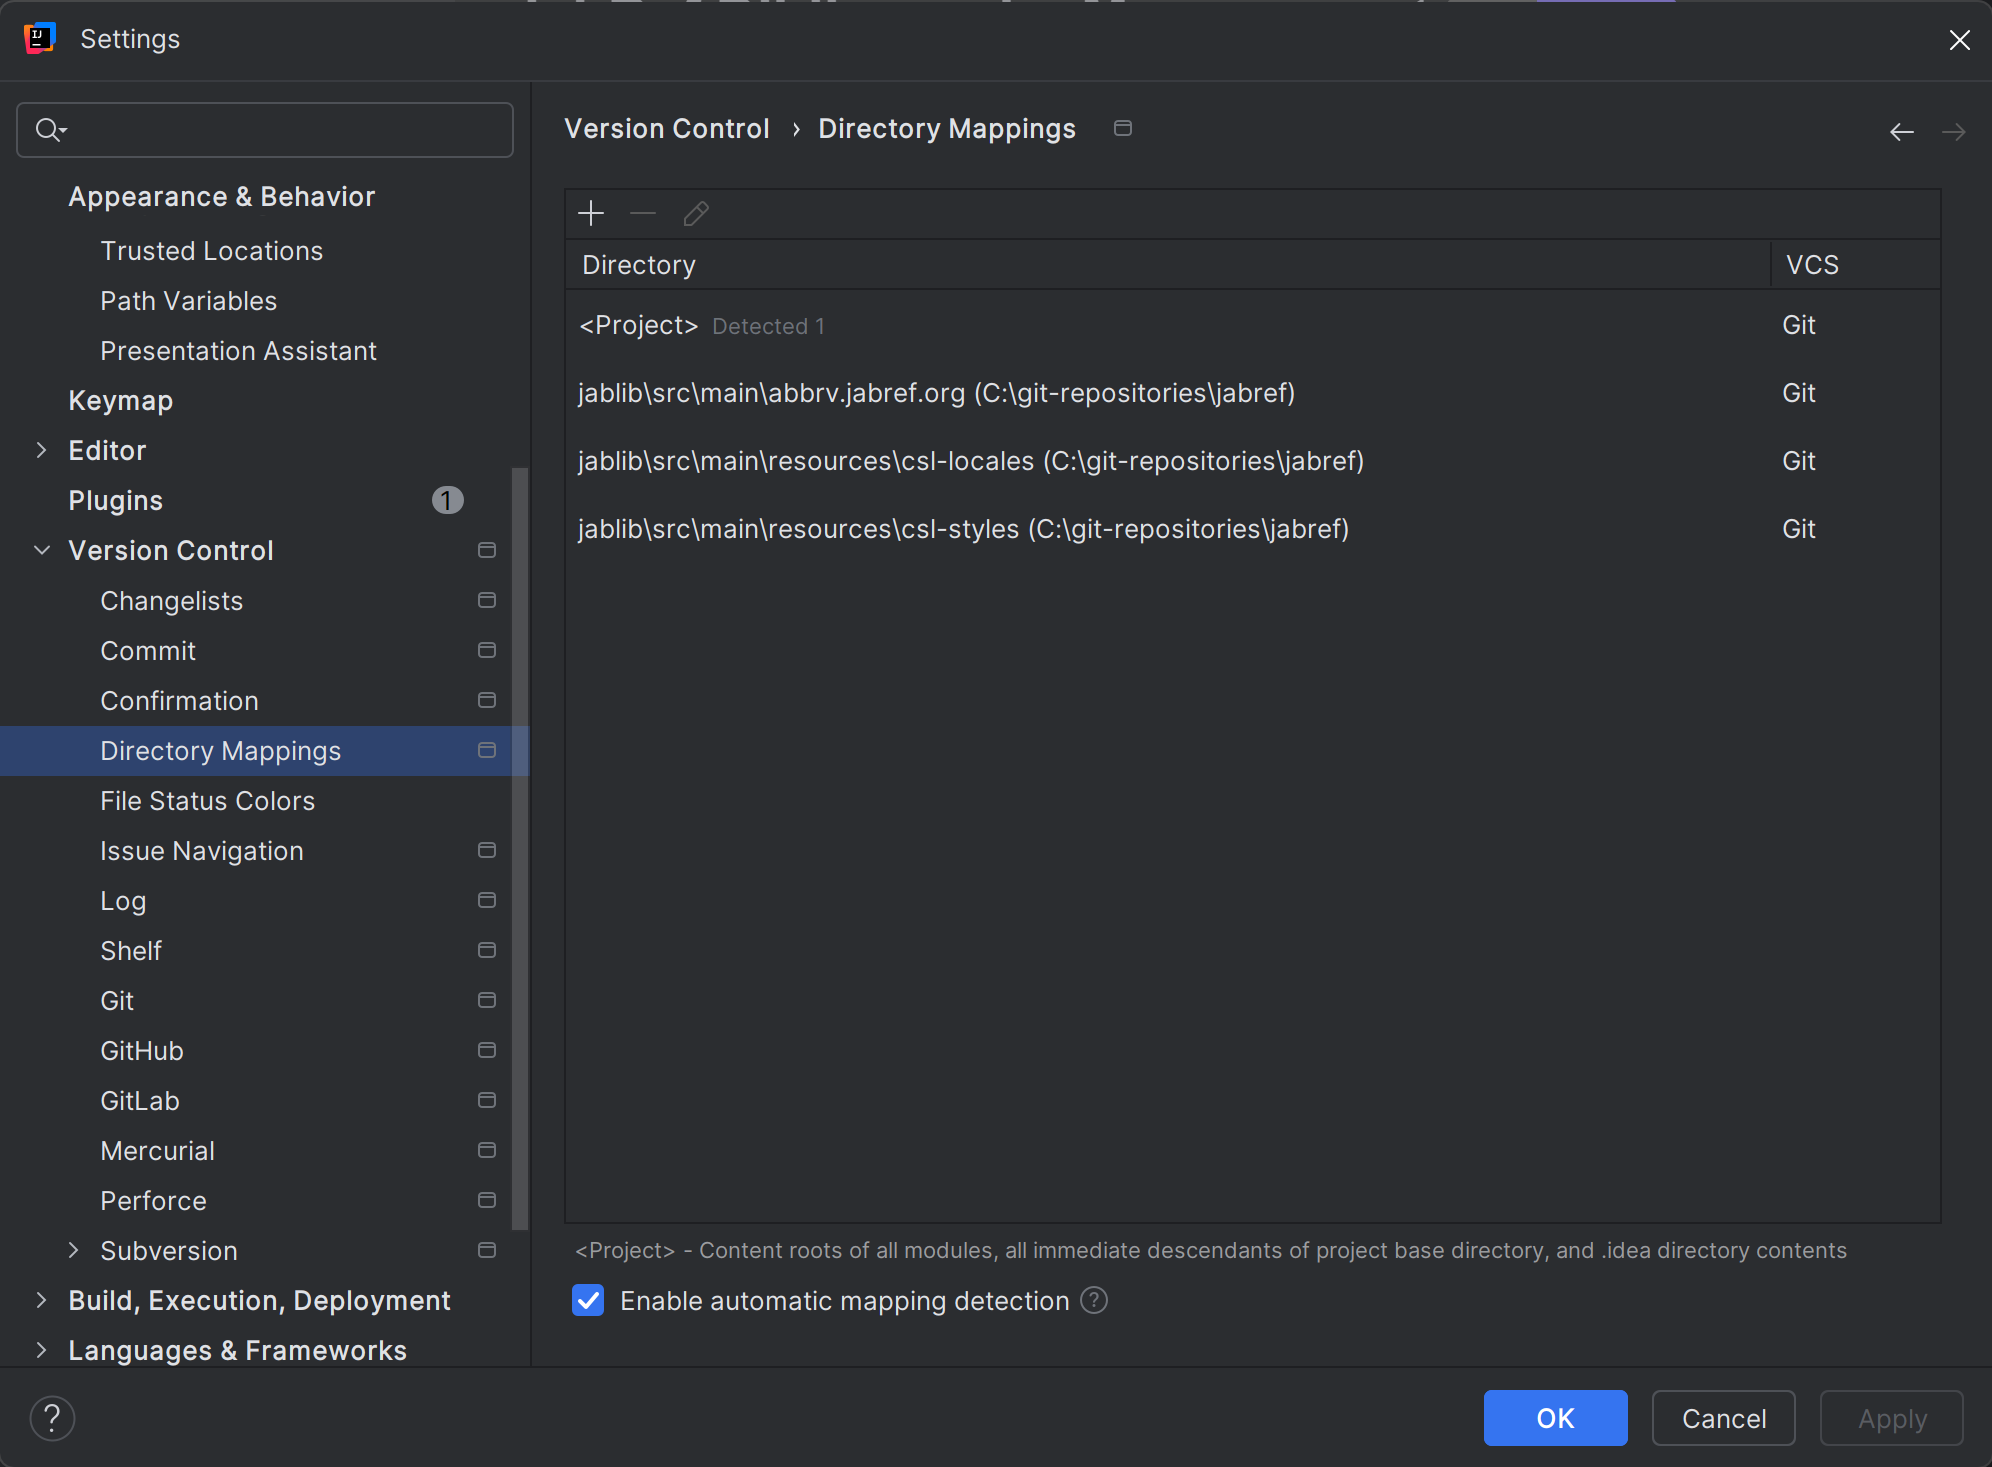 Settings
Appearance & Behavior
Trusted Locations
Path Variables
Presentation Assistant
Keymap
Editor
Plugins 1
Version Control
Changelists
Commit
Confirmation
Directory Mappings
File Status Colors
Issue Navigation
Log
Shelf
Git
GitHub
GitLab
Mercurial
Perforce
Subversion
Build, Execution, Deployment
Languages & Frameworks
Version Control › Directory Mappings
Directory VCS
<Project> Detected 1 Git
jablib\src\main\abbrv.jabref.org (C:\git-repositories\jabref) Git
jablib\src\main\resources\csl-locales (C:\git-repositories\jabref) Git
jablib\src\main\resources\csl-styles (C:\git-repositories\jabref) Git
<Project> - Content roots of all modules, all immediate descendants of project base directory, and .idea directory contents
Enable automatic mapping detection ?
? OK Cancel Apply